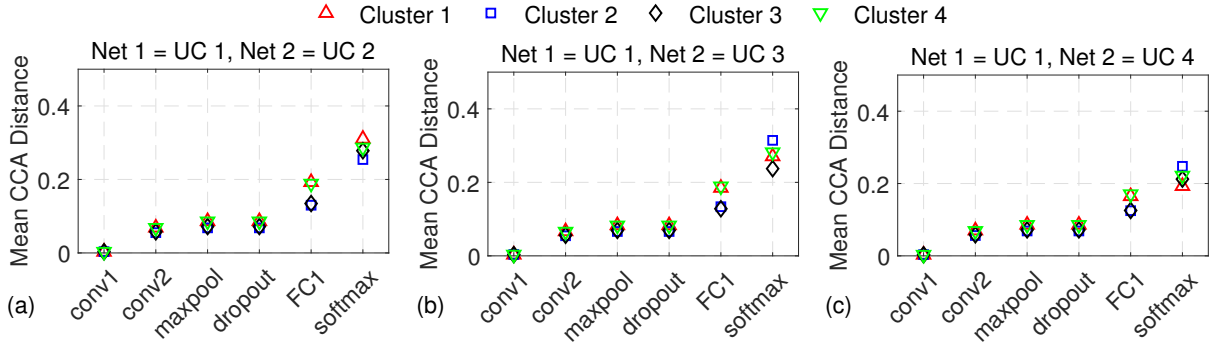 Cluster 1 Cluster 2 Cluster 3 Cluster 4
Net 1 = UC 1, Net 2 = UC 2
Mean CCA Distance
0.4
0.2
0
conv1 conv2 maxpool dropout FC1 softmax
(a)
Net 1 = UC 1, Net 2 = UC 3
Mean CCA Distance
0.4
0.2
0
conv1 conv2 maxpool dropout FC1 softmax
(b)
Net 1 = UC 1, Net 2 = UC 4
Mean CCA Distance
0.4
0.2
0
conv1 conv2 maxpool dropout FC1 softmax
(c)